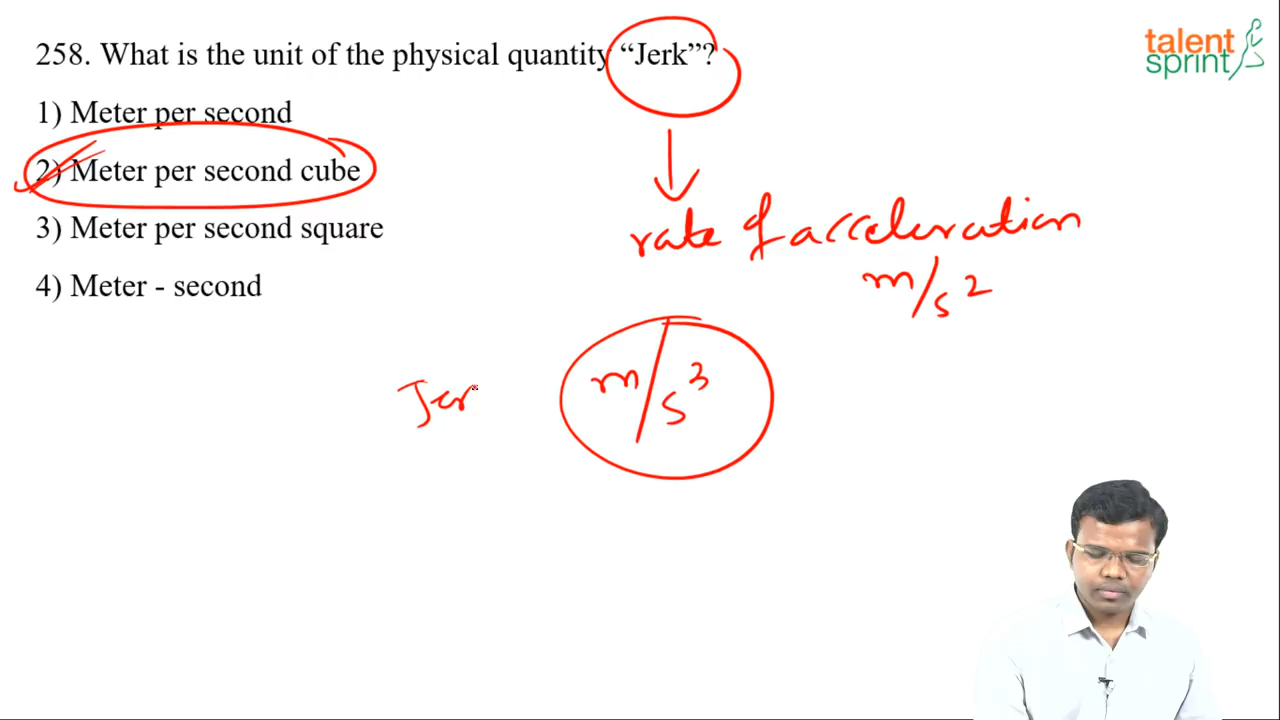 258. What is the unit of the physical quantity “Jerk”?
1) Meter per second
2) Meter per second cube
3) Meter per second square
4) Meter - second
talent
sprint
rate of acceleration
m/s2
m/s3
Jer